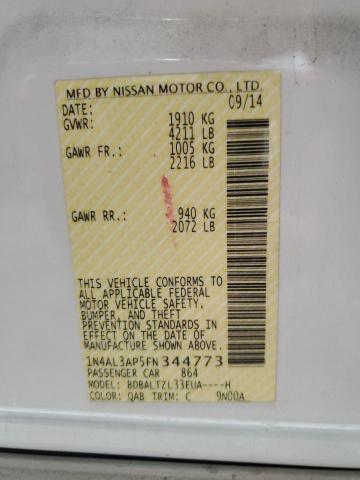 MFD BY NISSAN MOTOR CO., LTD.
DATE: 09/14
GVWR: 1910 KG
4211 LB
GAWR FR.: 1005 KG
2216 LB
GAWR RR.: 940 KG
2072 LB
THIS VEHICLE CONFORMS TO
ALL APPLICABLE FEDERAL
MOTOR VEHICLE SAFETY,
BUMPER, AND THEFT
PREVENTION STANDARDS
IN EFFECT ON THE DATE OF
MANUFACTURE SHOWN ABOVE.
1N4AL3AP5FN344773
PASSENGER CAR 864
MODEL: BDBALTZL33EUA----H
COLOR: QAB TRIM: C 9N00A